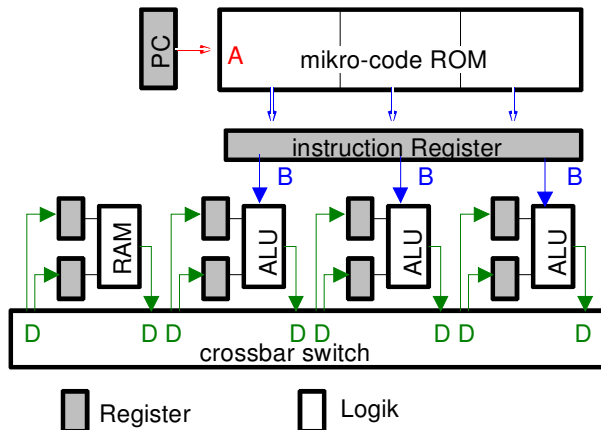 PC
A
mikro-code ROM
instruction Register
B B B
RAM ALU ALU ALU
D D D D D D D D
crossbar switch
Register Logik